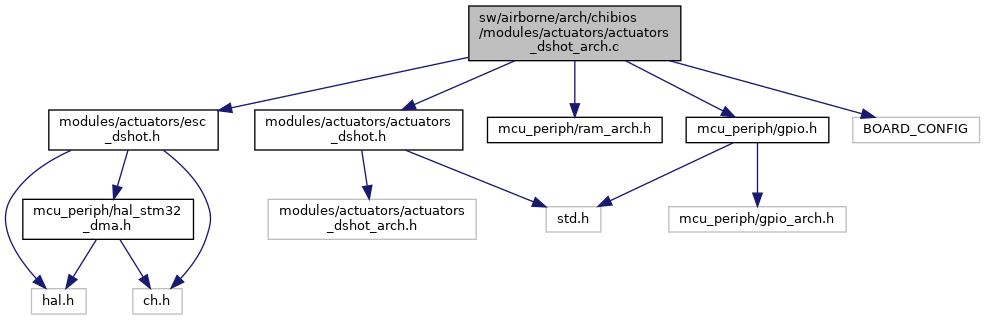 sw/airborne/arch/chibios
/modules/actuators/actuators
_dshot_arch.c
modules/actuators/esc
_dshot.h
modules/actuators/actuators
_dshot.h
mcu_periph/ram_arch.h
mcu_periph/gpio.h
BOARD_CONFIG
mcu_periph/hal_stm32
_dma.h
modules/actuators/actuators
_dshot_arch.h
std.h
mcu_periph/gpio_arch.h
hal.h
ch.h